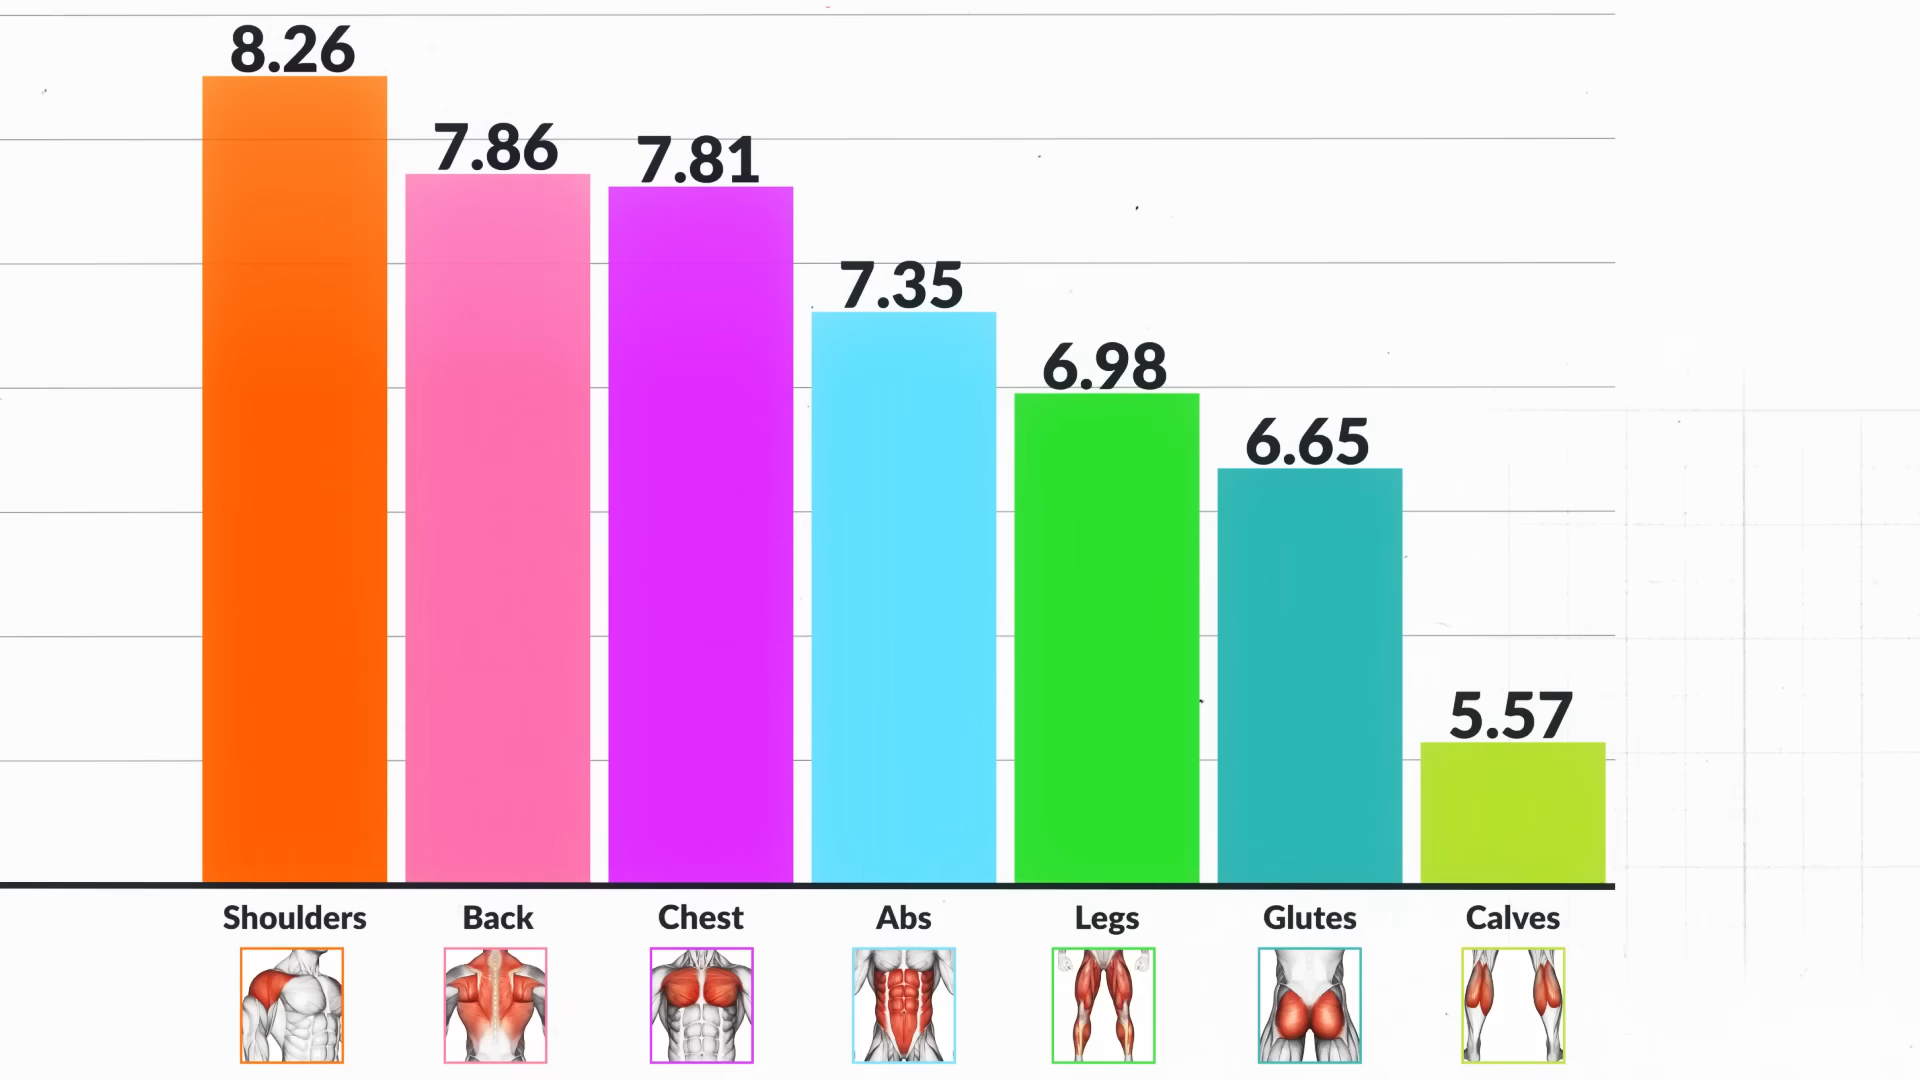 8.26
7.86
7.81
7.35
6.98
6.65
5.57
Shoulders
Back
Chest
Abs
Legs
Glutes
Calves